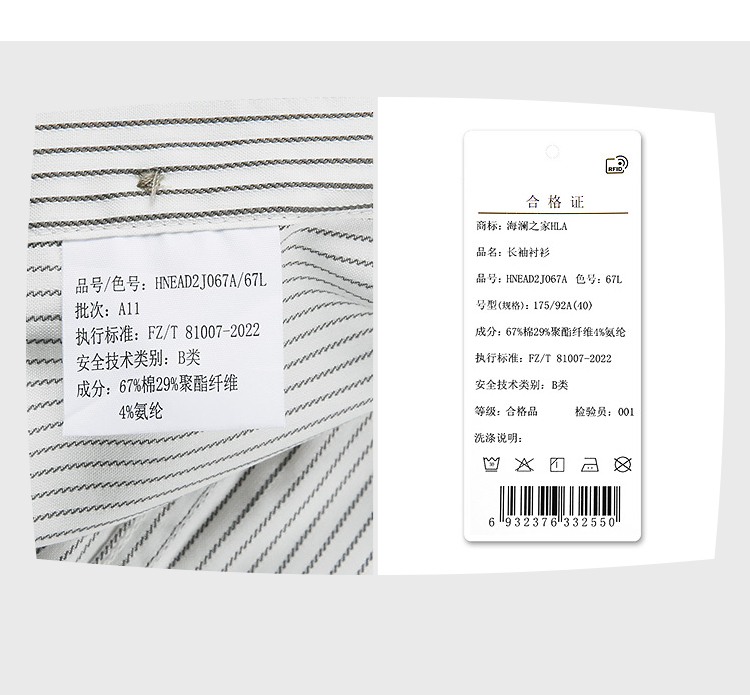 品号/色号: HNEAD2J067A/67L
批次: A11
执行标准: FZ/T 81007-2022
安全技术类别: B类
成分: 67%棉29%聚酯纤维
4%氨纶
RFID
合格证
商标: 海澜之家HLA
品名: 长袖衬衫
品号: HNEAD2J067A 色号: 67L
号型(规格): 175/92A(40)
成分: 67%棉29%聚酯纤维4%氨纶
执行标准: FZ/T 81007-2022
安全技术类别: B类
等级: 合格品 检验员: 001
洗涤说明:
6 932376 332550